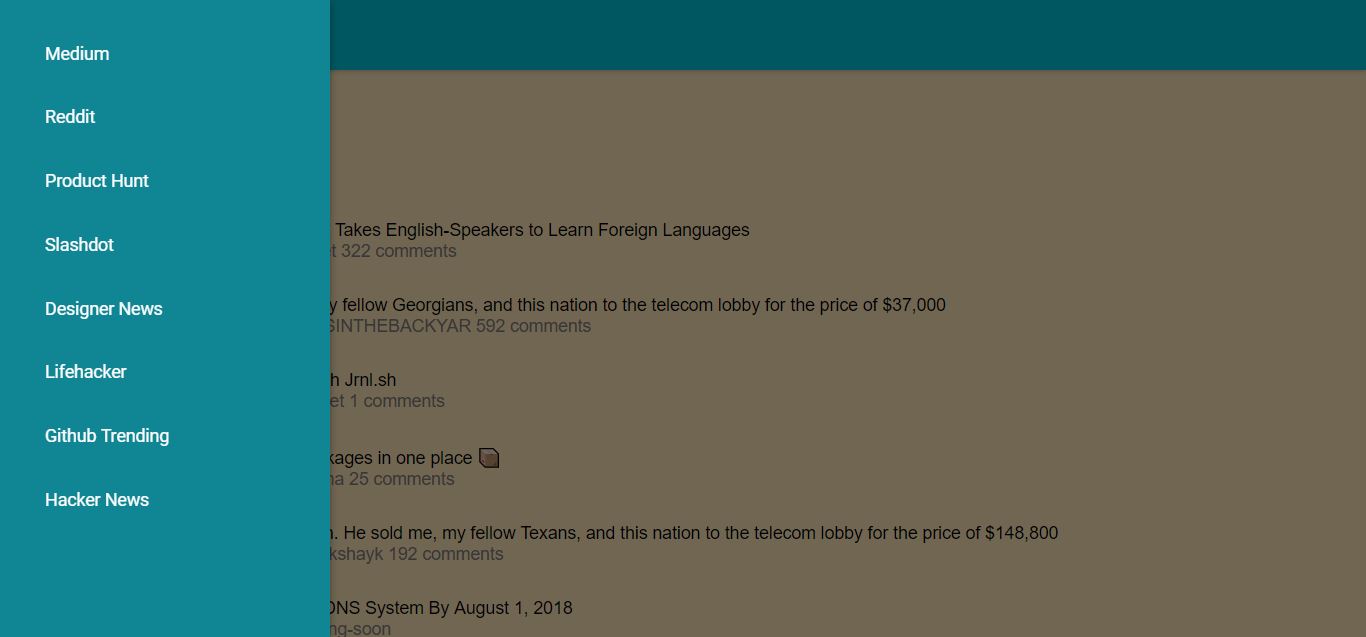 Medium
Reddit
Product Hunt
Slashdot
Designer News
Lifehacker
Github Trending
Hacker News
Takes English-Speakers to Learn Foreign Languages
322 comments
fellow Georgians, and this nation to the telecom lobby for the price of $37,000
SINTHEBACKYAR 592 comments
Jrnl.sh
1 comments
kages in one place
25 comments
He sold me, my fellow Texans, and this nation to the telecom lobby for the price of $148,800
kshayk 192 comments
DNS System By August 1, 2018
ng-soon